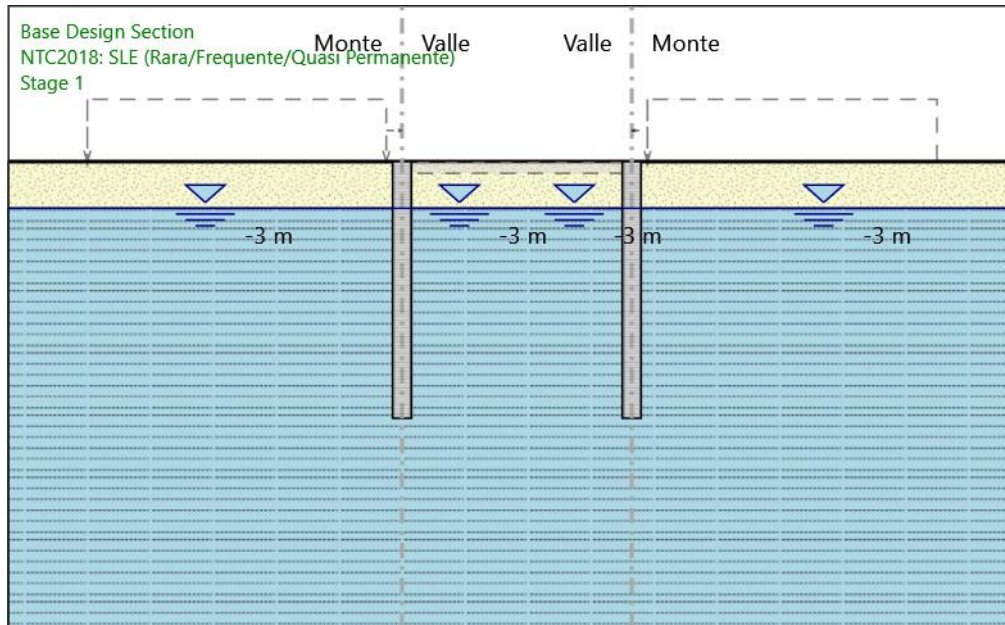 Base Design Section
NTC2018: SLE (Rara/Frequente/Quasi Permanente)
Stage 1
Monte Valle Valle Monte
-3 m -3 m -3 m -3 m